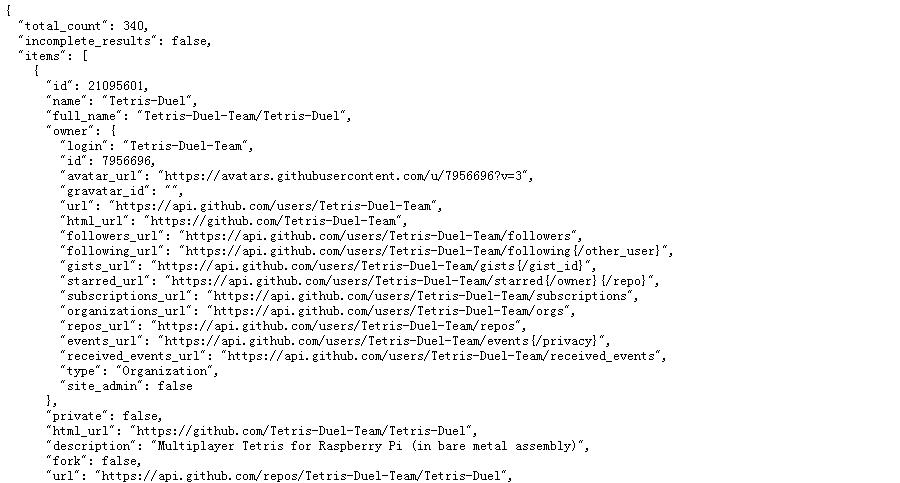 {
  "total_count": 340,
  "incomplete_results": false,
  "items": [
    {
      "id": 21095601,
      "name": "Tetris-Duel",
      "full_name": "Tetris-Duel-Team/Tetris-Duel",
      "owner": {
        "login": "Tetris-Duel-Team",
        "id": 7956696,
        "avatar_url": "https://avatars.githubusercontent.com/u/7956696?v=3",
        "gravatar_id": "",
        "url": "https://api.github.com/users/Tetris-Duel-Team",
        "html_url": "https://github.com/Tetris-Duel-Team",
        "followers_url": "https://api.github.com/users/Tetris-Duel-Team/followers",
        "following_url": "https://api.github.com/users/Tetris-Duel-Team/following{/other_user}",
        "gists_url": "https://api.github.com/users/Tetris-Duel-Team/gists{/gist_id}",
        "starred_url": "https://api.github.com/users/Tetris-Duel-Team/starred{/owner}{/repo}",
        "subscriptions_url": "https://api.github.com/users/Tetris-Duel-Team/subscriptions",
        "organizations_url": "https://api.github.com/users/Tetris-Duel-Team/orgs",
        "repos_url": "https://api.github.com/users/Tetris-Duel-Team/repos",
        "events_url": "https://api.github.com/users/Tetris-Duel-Team/events{/privacy}",
        "received_events_url": "https://api.github.com/users/Tetris-Duel-Team/received_events",
        "type": "Organization",
        "site_admin": false
      },
      "private": false,
      "html_url": "https://github.com/Tetris-Duel-Team/Tetris-Duel",
      "description": "Multiplayer Tetris for Raspberry Pi (in bare metal assembly)",
      "fork": false,
      "url": "https://api.github.com/repos/Tetris-Duel-Team/Tetris-Duel",